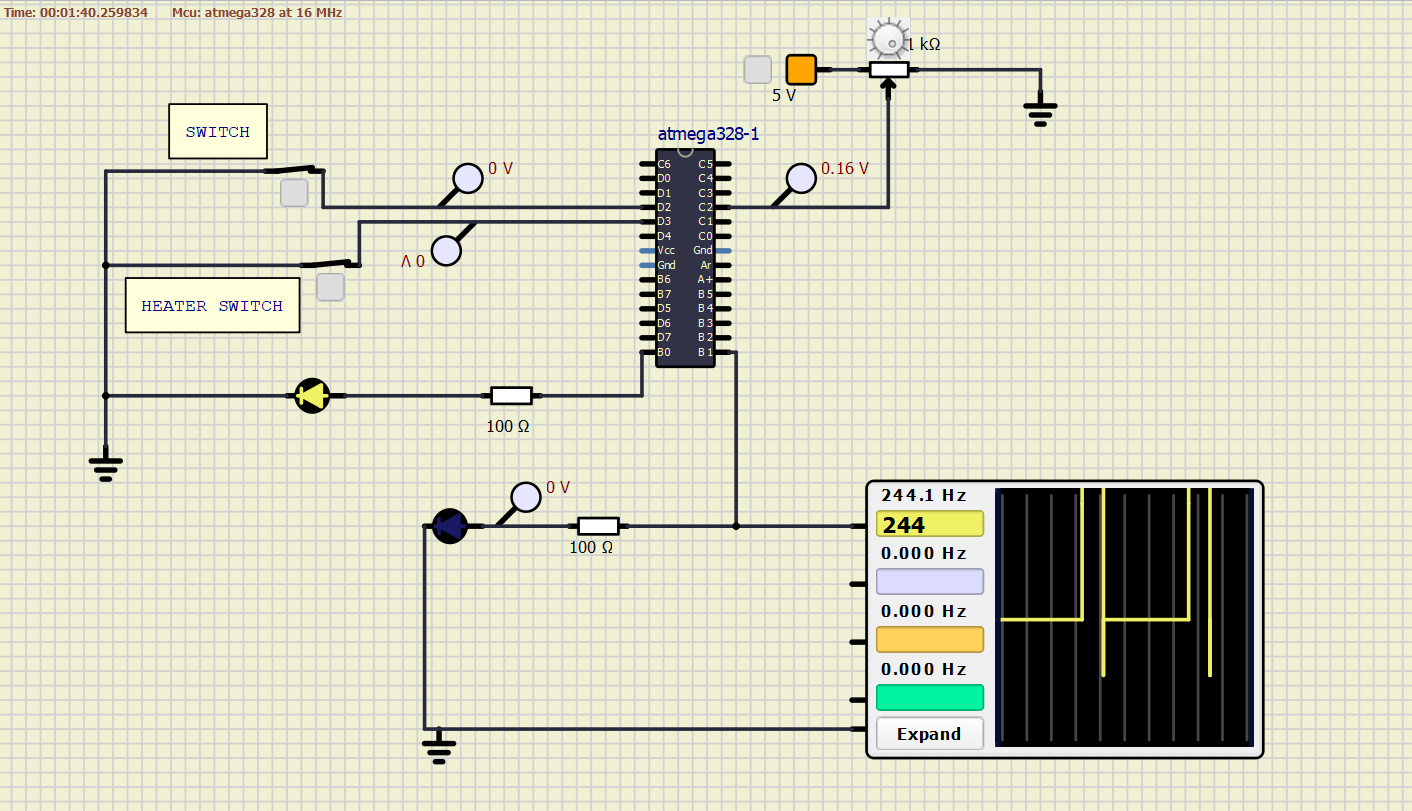 Time: 00:01:40.259834 Mcu: atmega328 at 16 MHz
1 kΩ
5 V
SWITCH
atmega328-1
0 V
0.16 V
C6 C5
D0 C4
D1 C3
D2 C2
D3 C1
D4 C0
Vcc Gnd
Gnd Ar
B6 A+
B7 B5
D5 B4
D6 B3
D7 B2
B0 B1
0 V
HEATER SWITCH
100 Ω
0 V
100 Ω
244.1 Hz
244
0.000 Hz
0.000 Hz
0.000 Hz
Expand